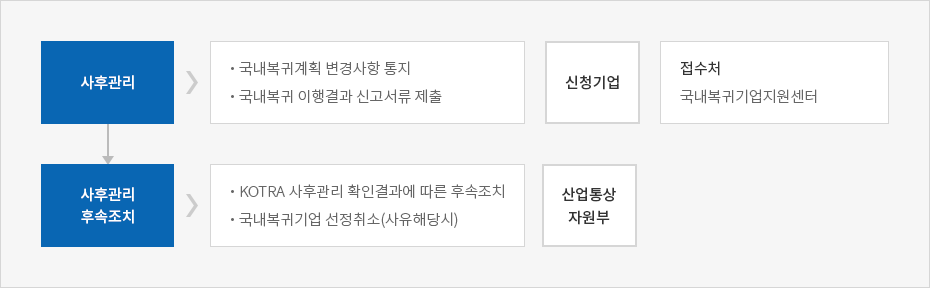 사후관리
• 국내복귀계획 변경사항 통지
• 국내복귀 이행결과 신고서류 제출
신청기업
접수처
국내복귀기업지원센터
사후관리
후속조치
• KOTRA 사후관리 확인결과에 따른 후속조치
• 국내복귀기업 선정취소(사유해당시)
산업통상
자원부